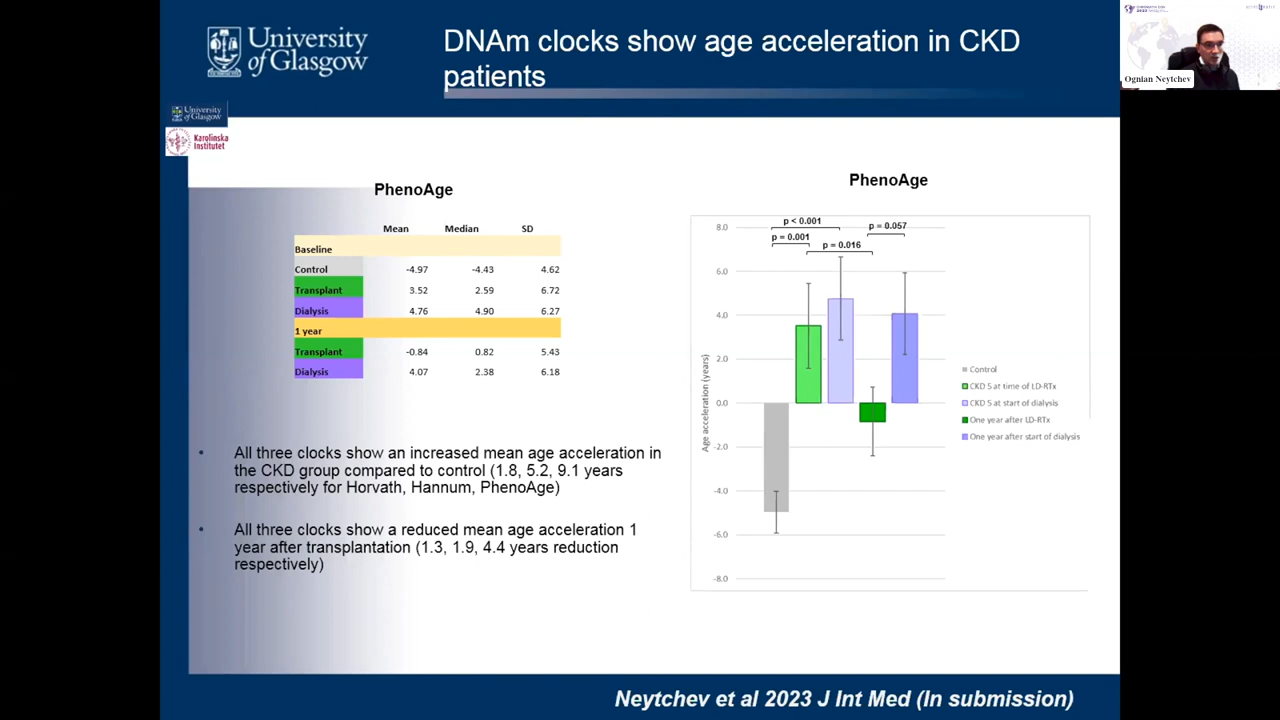 University
of Glasgow
DNAm clocks show age acceleration in CKD
patients
Ognian Neytchev
University
of Glasgow
Karolinska
Institutet
PhenoAge
Mean Median SD
Baseline
Control -4.97 -4.43 4.62
Transplant 3.52 2.59 6.72
Dialysis 4.76 4.90 6.27
1 year
Transplant -0.84 0.82 5.43
Dialysis 4.07 2.38 6.18
• All three clocks show an increased mean age acceleration in
the CKD group compared to control (1.8, 5.2, 9.1 years
respectively for Horvath, Hannum, PhenoAge)
• All three clocks show a reduced mean age acceleration 1
year after transplantation (1.3, 1.9, 4.4 years reduction
respectively)
PhenoAge
p < 0.001
p = 0.057
p = 0.001
p = 0.016
8.0
6.0
4.0
2.0
0.0
-2.0
-4.0
-6.0
-8.0
Age acceleration (years)
Control
CKD 5 at time of LD-RTx
CKD 5 at start of dialysis
One year after LD-RTx
One year after start of dialysis
Neytchev et al 2023 J Int Med (In submission)